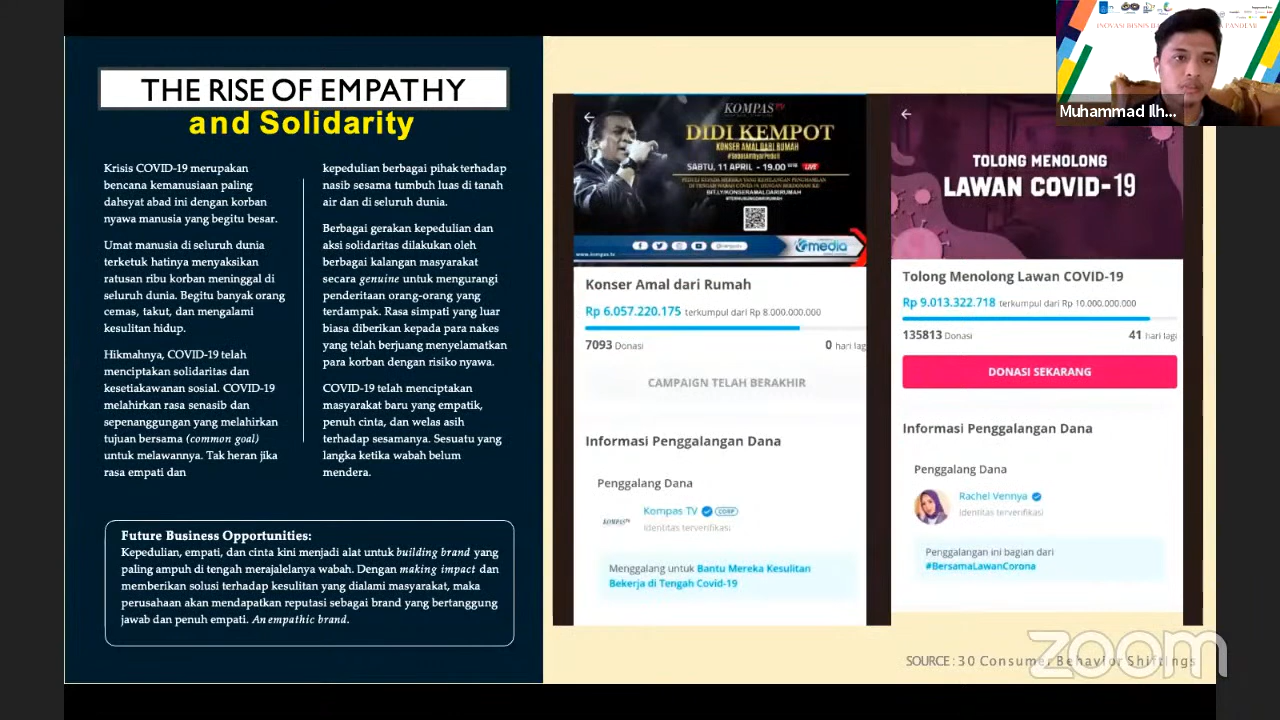 THE RISE OF EMPATHY
and Solidarity
Krisis COVID-19 merupakan
bencana kemanusiaan paling
dahsyat abad ini dengan korban
nyawa manusia yang begitu besar.
Umat manusia di seluruh dunia
terketuk hatinya menyaksikan
ratusan ribu korban meninggal di
seluruh dunia. Begitu banyak orang
cemas, takut, dan mengalami
kesulitan hidup.
Hikmahnya, COVID-19 telah
menciptakan solidaritas dan
kesetiakawanan sosial. COVID-19
melahirkan rasa senasib dan
sepenanggungan yang melahirkan
tujuan bersama (common goal)
untuk melawannya. Tak heran jika
rasa empati dan
kepedulian berbagai pihak terhadap
nasib sesama tumbuh luas di tanah
air dan di seluruh dunia.
Berbagai gerakan kepedulian dan
aksi solidaritas dilakukan oleh
berbagai kalangan masyarakat
secara genuine untuk mengurangi
penderitaan orang-orang yang
terdampak. Rasa simpati yang luar
biasa diberikan kepada para nakes
yang telah berjuang menyelamatkan
para korban dengan risiko nyawa.
COVID-19 telah menciptakan
masyarakat baru yang empatik,
penuh cinta, dan welas asih
terhadap sesamanya. Sesuatu yang
langka ketika wabah belum
mendera.
Future Business Opportunities:
Kepedulian, empati, dan cinta kini menjadi alat untuk building brand yang
paling ampuh di tengah merajalelanya wabah. Dengan making impact dan
memberikan solusi terhadap kesulitan yang dialami masyarakat, maka
perusahaan akan mendapatkan reputasi sebagai brand yang bertanggung
jawab dan penuh empati. An empathic brand.
KOMPAS TV
DIDI KEMPOT
KONSER AMAL DARI RUMAH
SABTU, 11 APRIL - 19.00 LIVE
BIT.LY/KONSERAMALDARIRUMAH
www.kompas.tv
media
Konser Amal dari Rumah
Rp 6.057.220.175 terkumpul dari Rp 8.000.000.000
7093 Donasi
0 hari lagi
CAMPAIGN TELAH BERAKHIR
Informasi Penggalangan Dana
Penggalang Dana
KOMPAS TV
Kompas TV
CORP
Identitas terverifikasi
Menggalang untuk Bantu Mereka Kesulitan
Bekerja di Tengah Covid-19
TOLONG MENOLONG
LAWAN COVID-19
Tolong Menolong Lawan COVID-19
Rp 9.013.322.718 terkumpul dari Rp 10.000.000.000
135813 Donasi
41 hari lagi
DONASI SEKARANG
Informasi Penggalangan Dana
Penggalang Dana
Rachel Vennya
Identitas terverifikasi
Penggalangan ini bagian dari
#BersamaLawanCorona
SOURCE : 30 Consumer Behavior Shiftings
zoom
Muhammad Ilh...